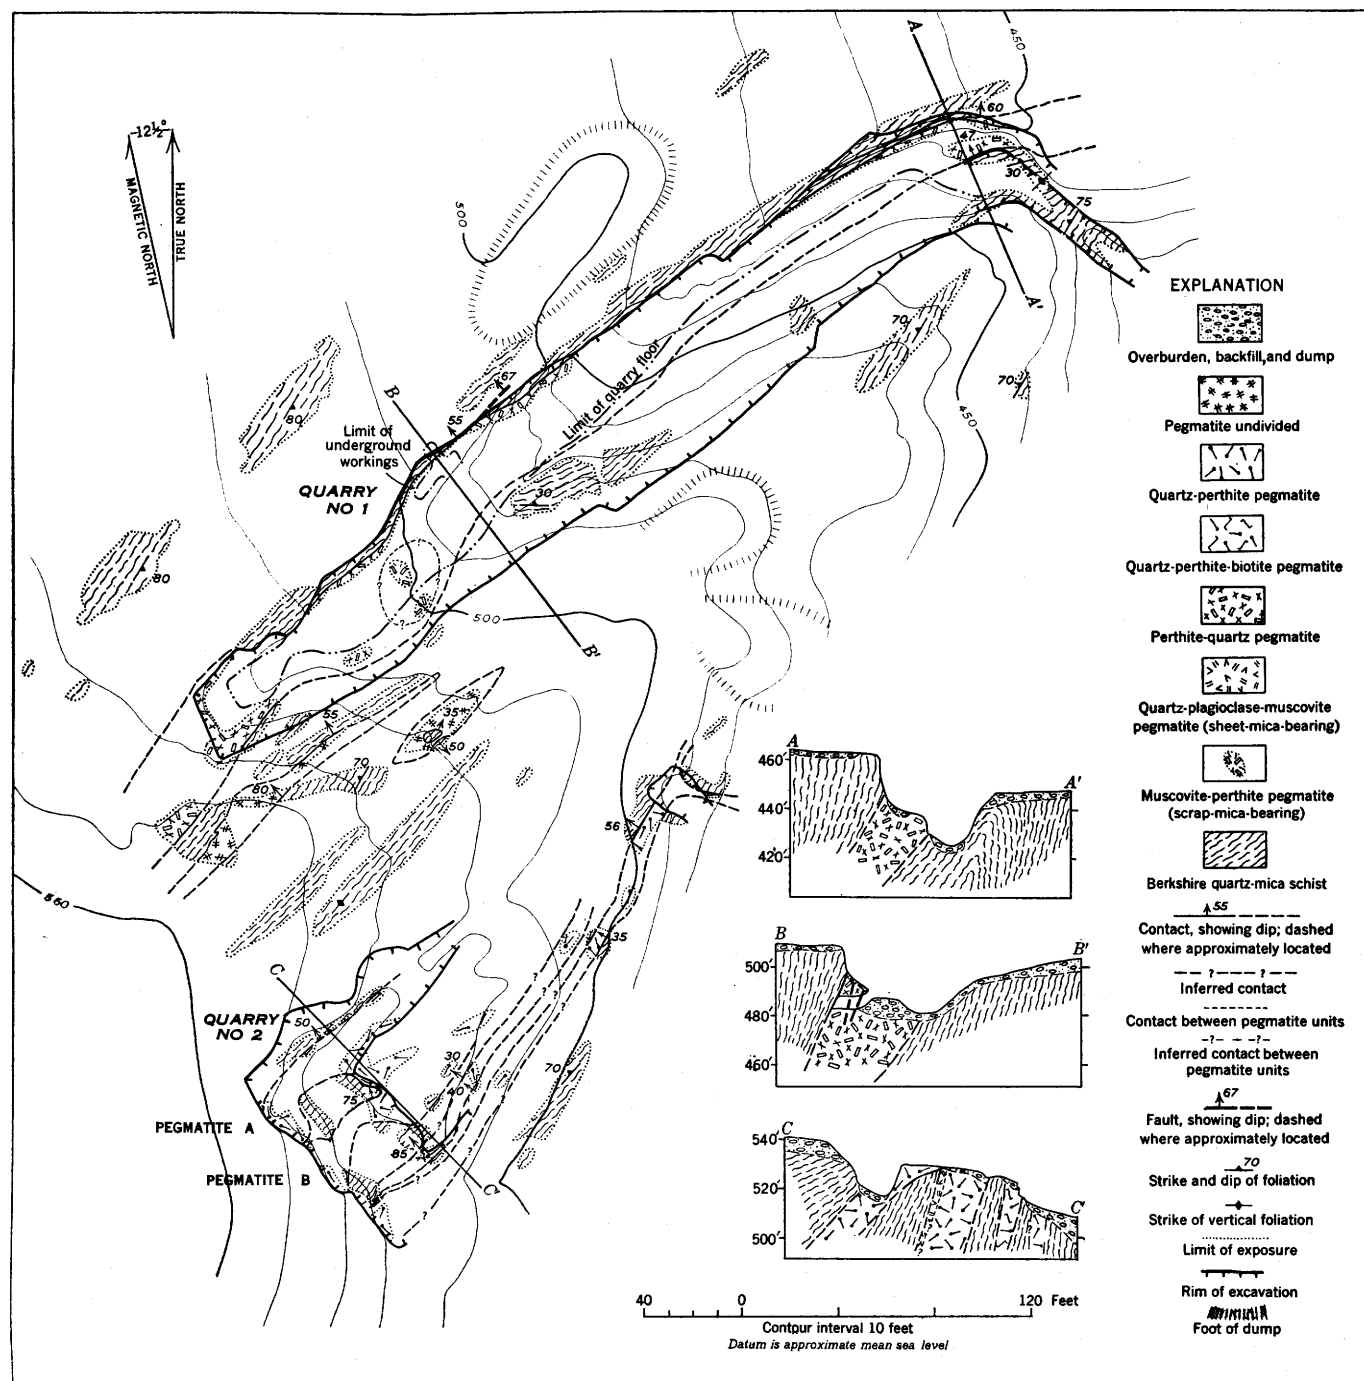 A
450
60
47
30
75
12½°
MAGNETIC NORTH
TRUE NORTH
500
A'
70
70
450
EXPLANATION
Overburden, backfill,and dump
Pegmatite undivided
Quartz-perthite pegmatite
Quartz-perthite-biotite pegmatite
Perthite-quartz pegmatite
Quartz-plagioclase-muscovite
pegmatite (sheet-mica-bearing)
Muscovite-perthite pegmatite
(scrap-mica-bearing)
Berkshire quartz-mica schist
55
Contact, showing dip; dashed
where approximately located
?
?
Inferred contact
Contact between pegmatite units
-?- - - -?-
Inferred contact between
pegmatite units
67
Fault, showing dip; dashed
where approximately located
70
Strike and dip of foliation
Strike of vertical foliation
Limit of exposure
Rim of excavation
Foot of dump
Limit of quarry floor
67
B
55
80
Limit of
underground
workings
QUARRY
NO 1
30
80
?
?
500
B'
35
55
50
70
80
56
560
35
C
QUARRY
NO 2
50
30
40
75
70
85
PEGMATITE A
PEGMATITE B
C'
?
?
?
?
A
A'
460'
440'
420'
B
B'
500'
480'
460'
C
C'
540'
520'
500'
40 0 120 Feet
Contour interval 10 feet
Datum is approximate mean sea level